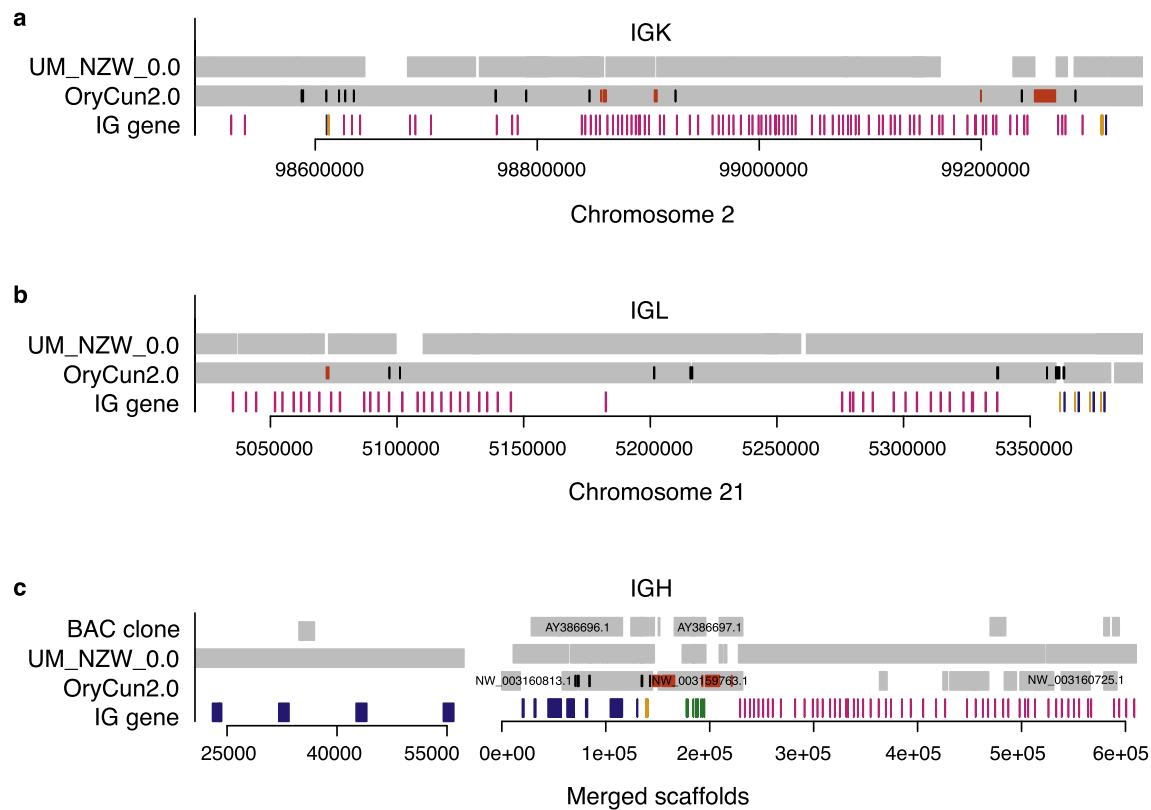 a
IGK
UM_NZW_0.0
OryCun2.0
IG gene
98600000 98800000 99000000 99200000
Chromosome 2
b
IGL
UM_NZW_0.0
OryCun2.0
IG gene
5050000 5100000 5150000 5200000 5250000 5300000 5350000
Chromosome 21
c
IGH
BAC clone AY386696.1 AY386697.1
UM_NZW_0.0
OryCun2.0 NW_003160813.1 NW_003159763.1 NW_003160725.1
IG gene
25000 40000 55000 0e+00 1e+05 2e+05 3e+05 4e+05 5e+05 6e+05
Merged scaffolds